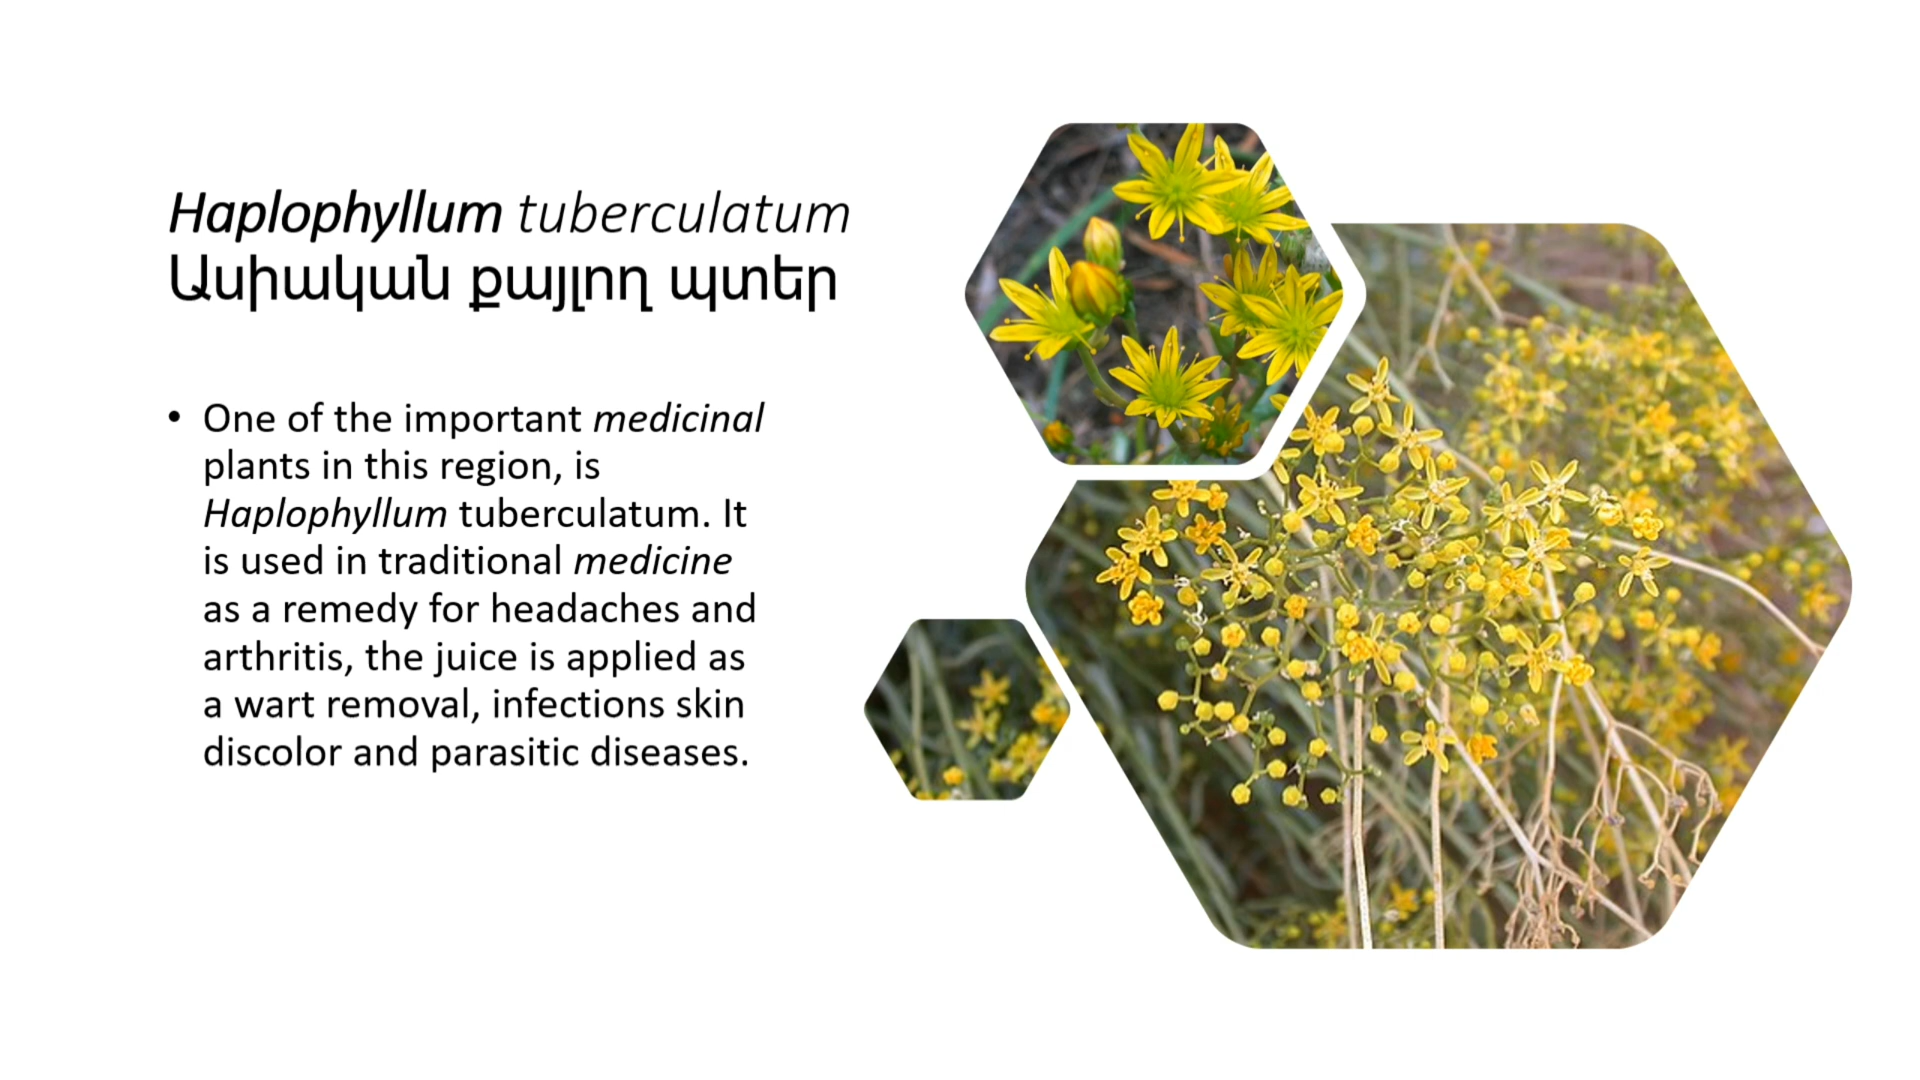 Haplophyllum tuberculatum
Ասիական քայլող պտեր
• One of the important medicinal
plants in this region, is
Haplophyllum tuberculatum. It
is used in traditional medicine
as a remedy for headaches and
arthritis, the juice is applied as
a wart removal, infections skin
discolor and parasitic diseases.